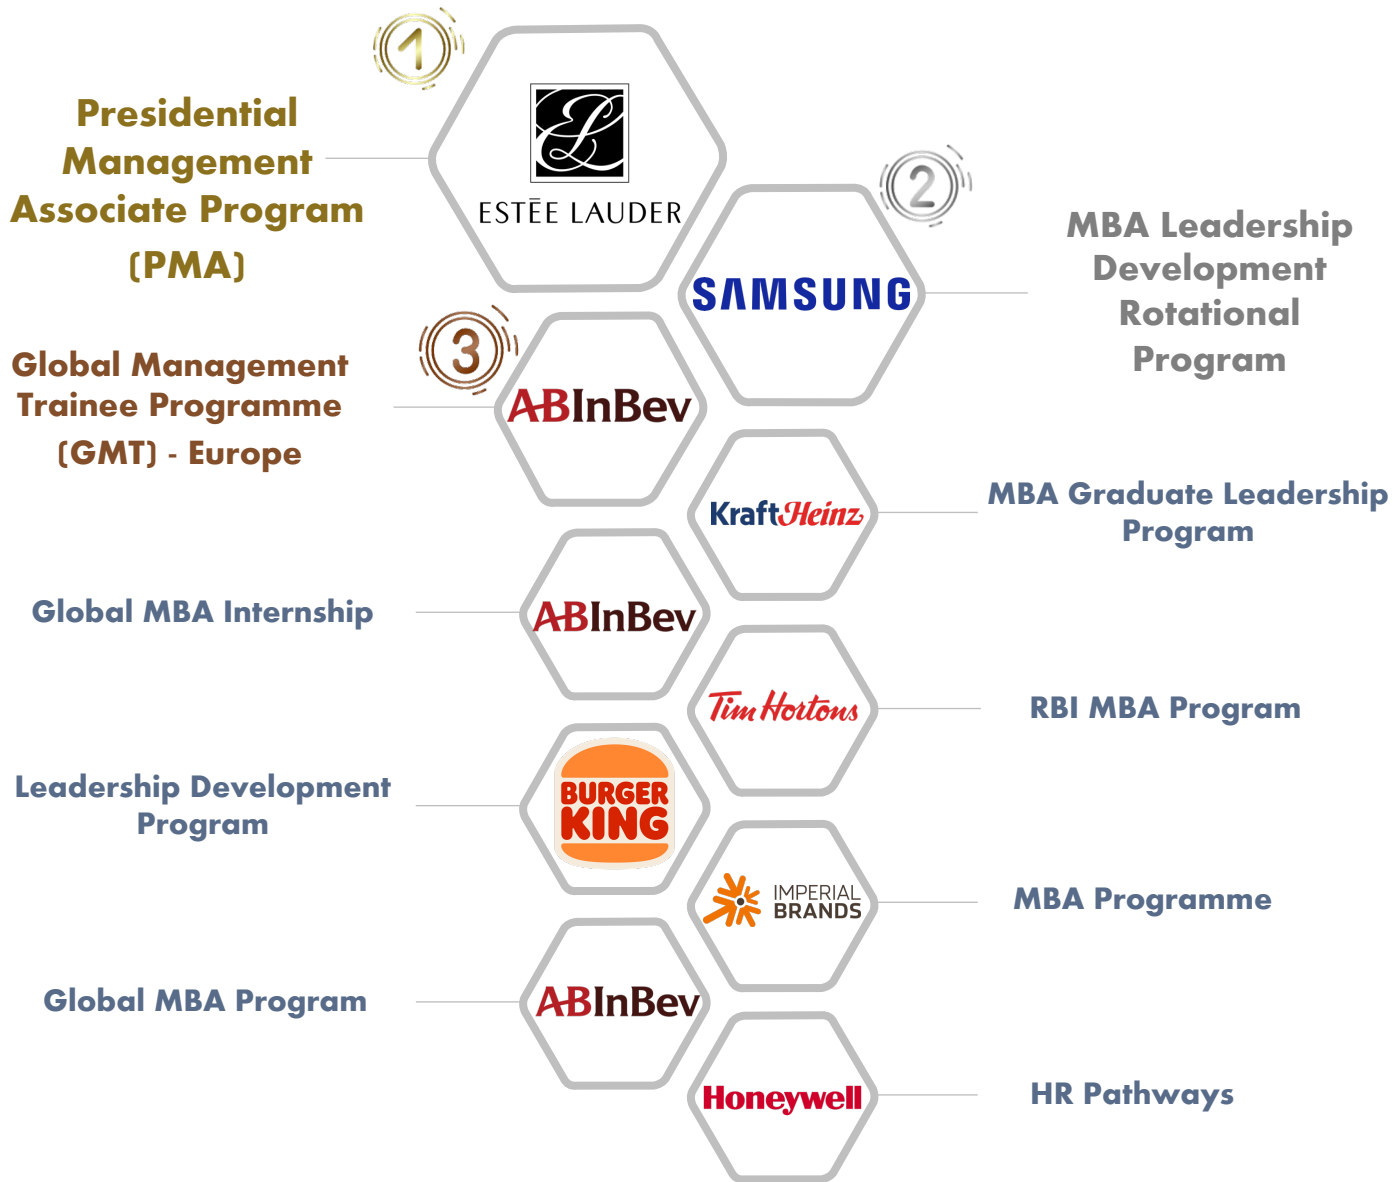 1
Presidential
Management
Associate Program
(PMA)
ESTĒE LAUDER
2
SAMSUNG
MBA Leadership
Development
Rotational
Program
3
Global Management
Trainee Programme
(GMT) - Europe
ABInBev
KraftHeinz
MBA Graduate Leadership
Program
Global MBA Internship
ABInBev
Tim Hortons
RBI MBA Program
Leadership Development
Program
BURGER
KING
IMPERIAL
BRANDS
MBA Programme
Global MBA Program
ABInBev
Honeywell
HR Pathways